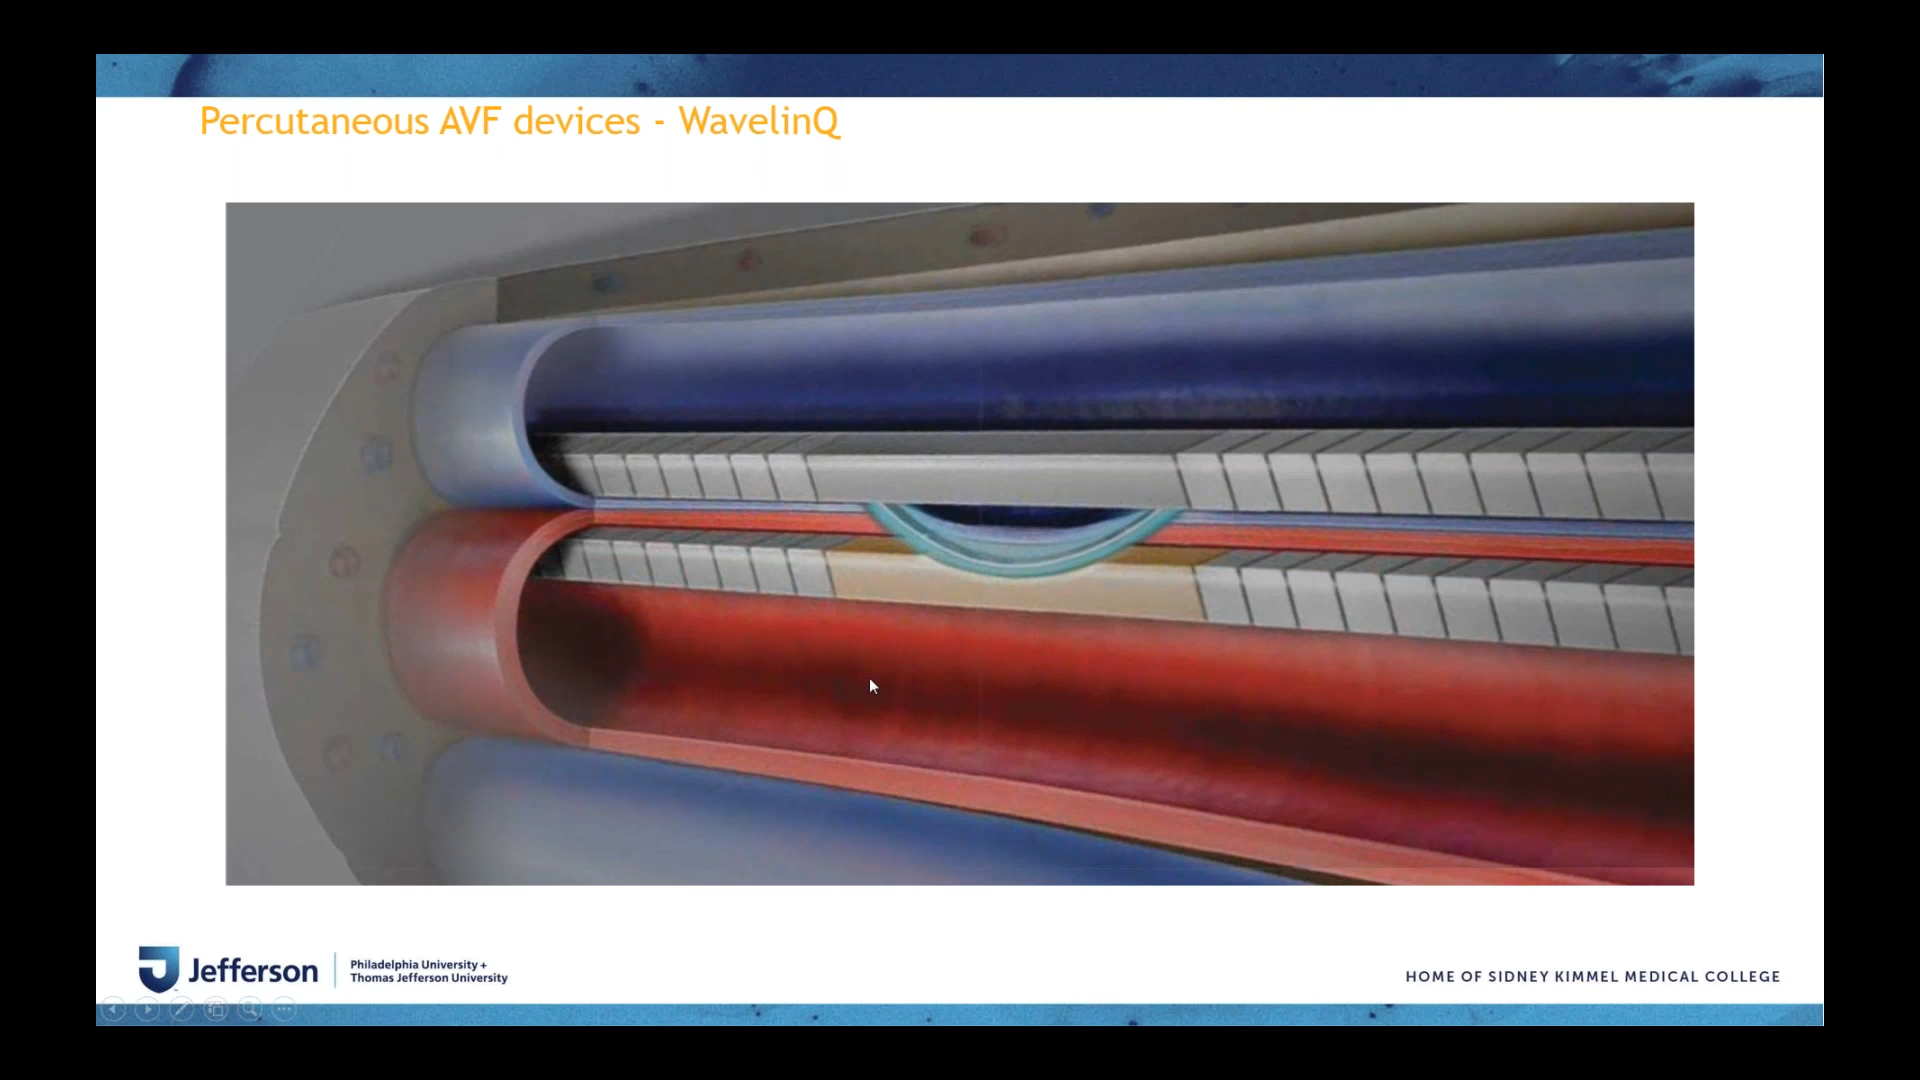 Percutaneous AVF devices - WavelinQ
Jefferson
Philadelphia University +
Thomas Jefferson University
HOME OF SIDNEY KIMMEL MEDICAL COLLEGE